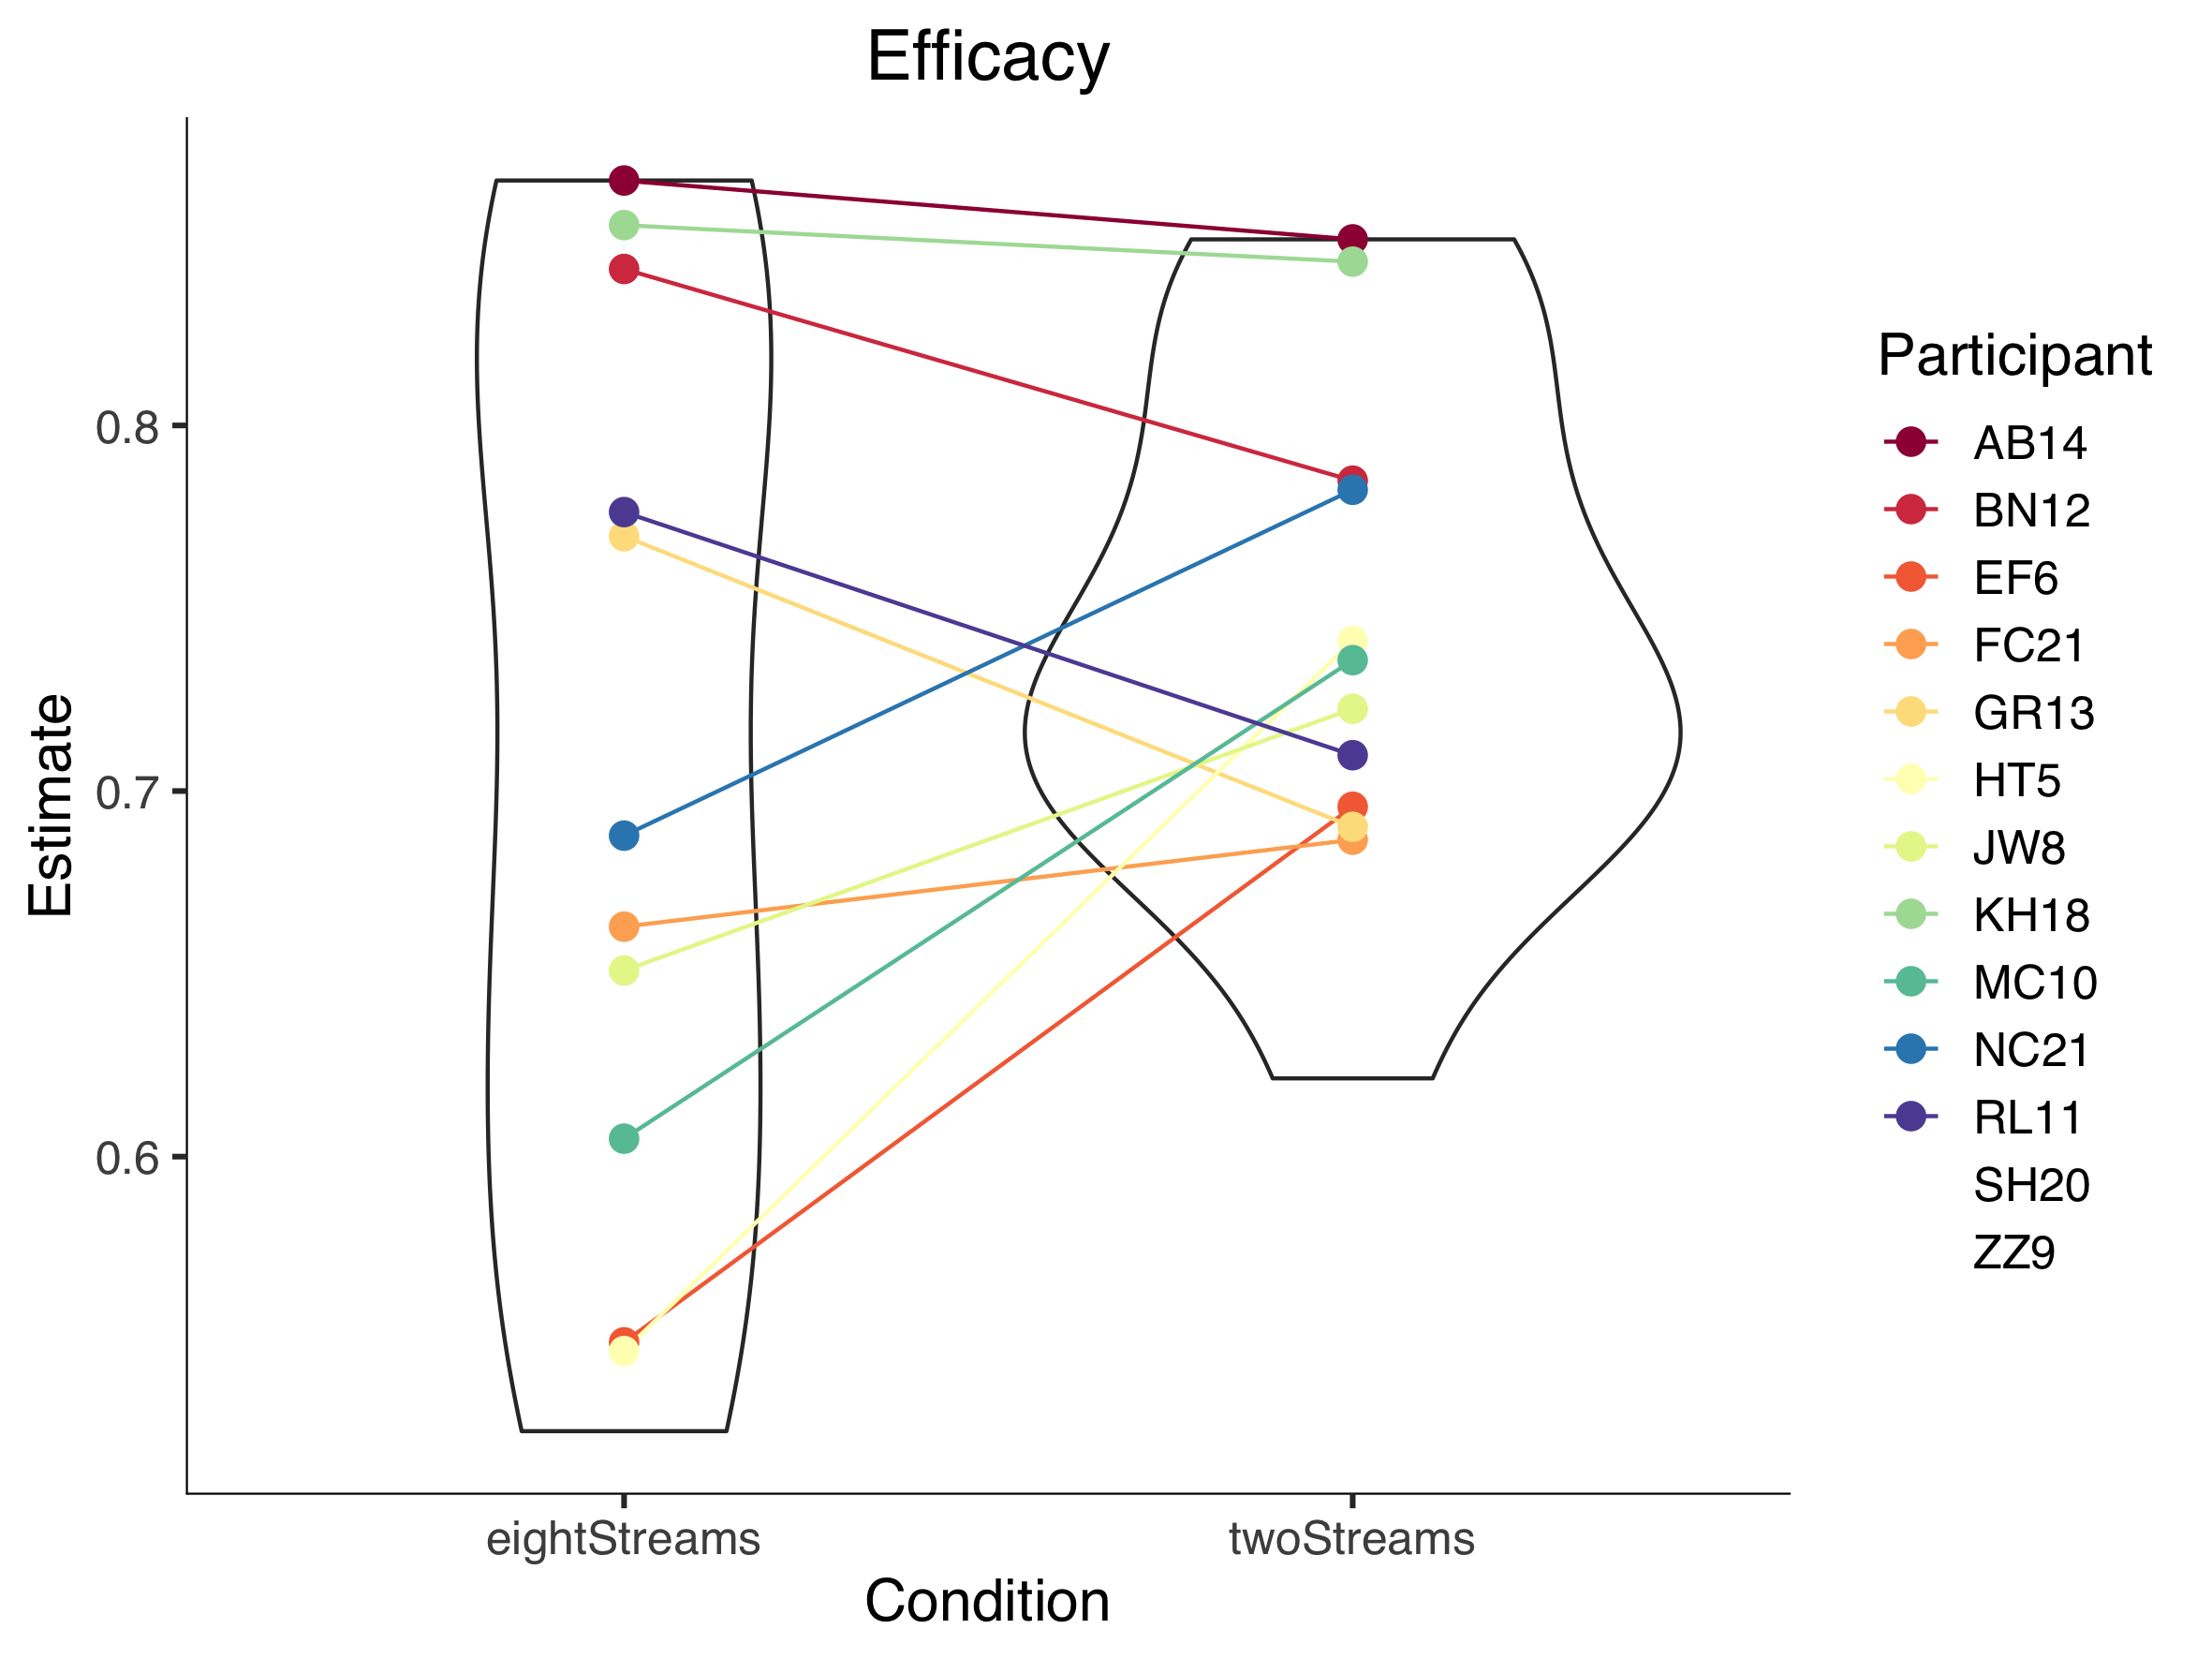 Efficacy
Estimate
0.8
0.7
0.6
eightStreams
twoStreams
Condition
Participant
AB14
BN12
EF6
FC21
GR13
HT5
JW8
KH18
MC10
NC21
RL11
SH20
ZZ9